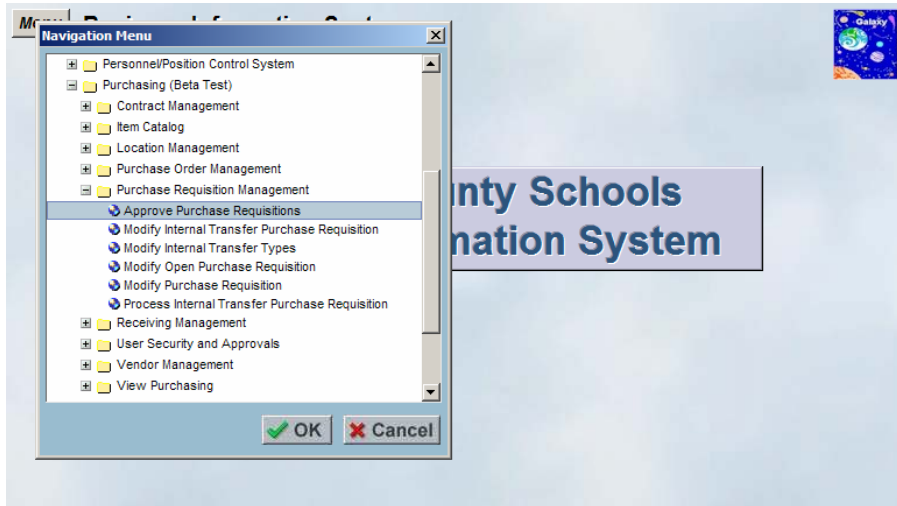 Navigation Menu
Personnel/Position Control System
Purchasing (Beta Test)
Contract Management
Item Catalog
Location Management
Purchase Order Management
Purchase Requisition Management
Approve Purchase Requisitions
Modify Internal Transfer Purchase Requisition
Modify Internal Transfer Types
Modify Open Purchase Requisition
Modify Purchase Requisition
Process Internal Transfer Purchase Requisition
Receiving Management
User Security and Approvals
Vendor Management
View Purchasing
OK Cancel
unty Schools
mation System
Galaxy